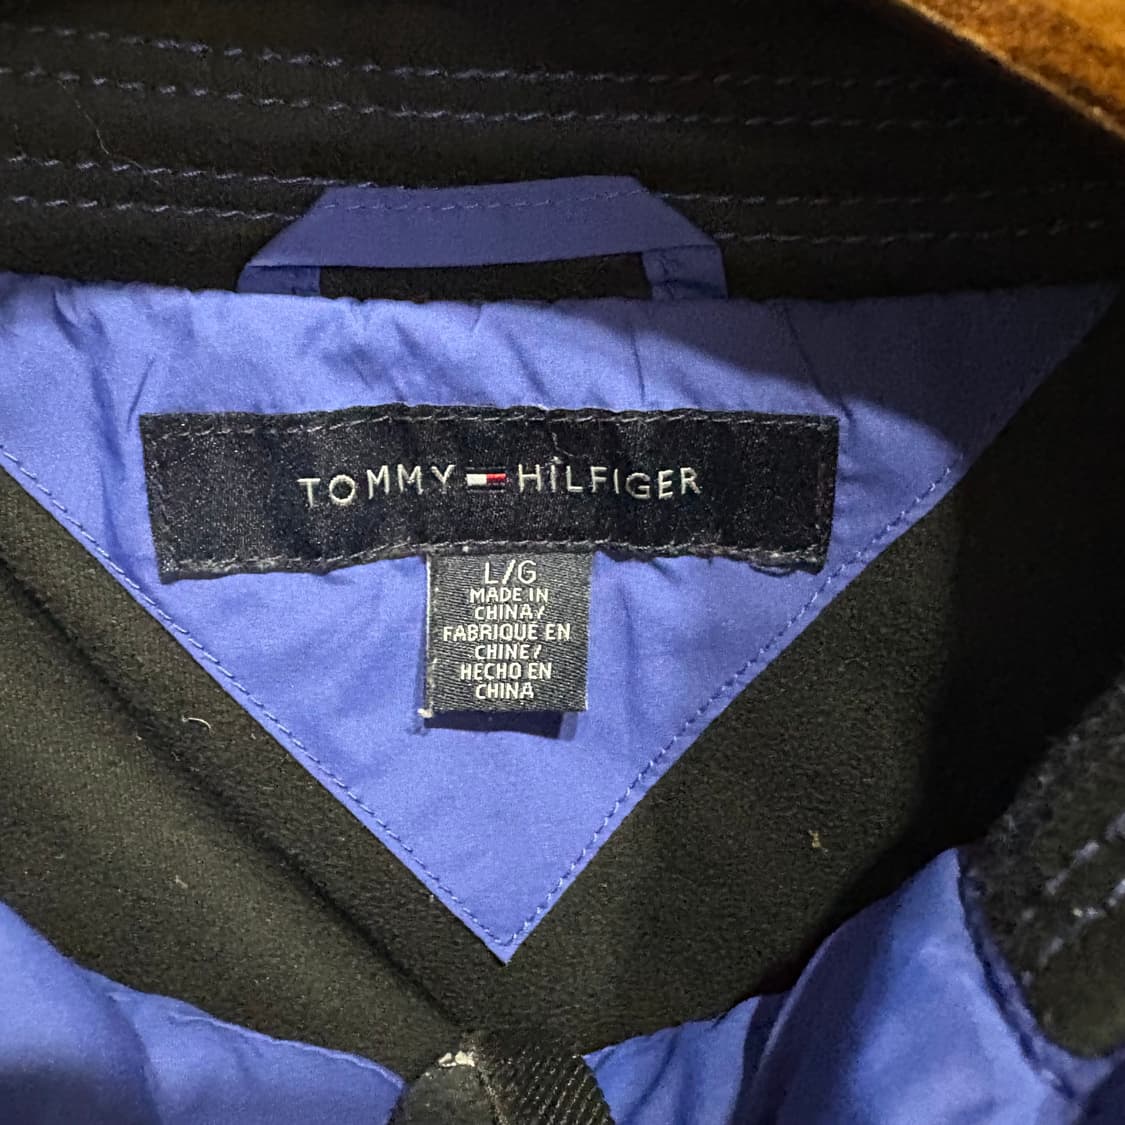 TOMMY HILFIGER
L/G
MADE IN
CHINA/
FABRIQUE EN
CHINE/
HECHO EN
CHINA